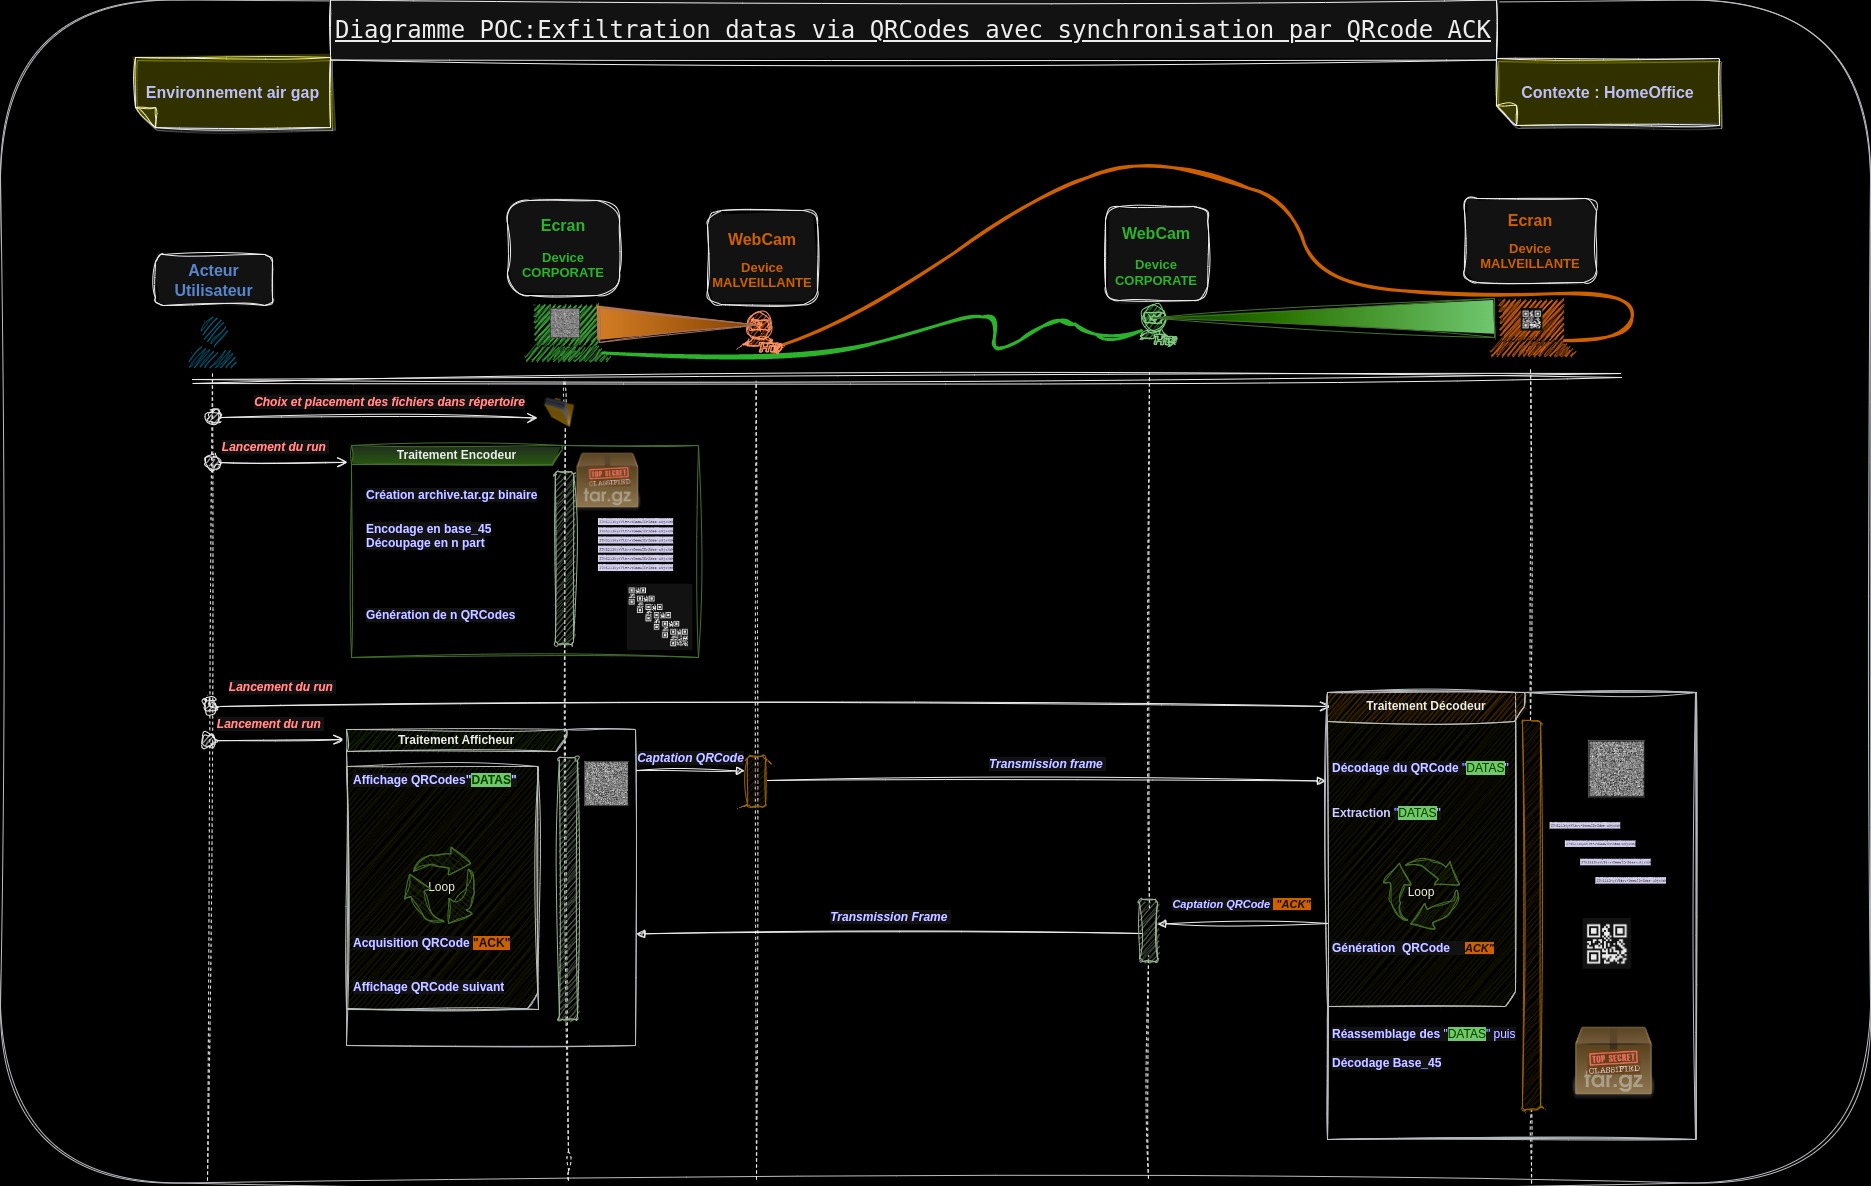 Diagramme POC:Exfiltration datas via QRCodes avec synchronisation par QRcode ACK
Environnement air gap
Contexte : HomeOffice
Acteur
Utilisateur
Ecran
Device
CORPORATE
WebCam
Device
MALVEILLANTE
WebCam
Device
CORPORATE
Ecran
Device
MALVEILLANTE
Choix et placement des fichiers dans répertoire
Lancement du run
Traitement Encodeur
Création archive.tar.gz binaire
TOP SECRET
CLASSIFIED
tar.gz
Encodage en base_45
Découpage en n part
Génération de n QRCodes
Lancement du run
Lancement du run
Traitement Afficheur
Affichage QRCodes"DATAS"
Loop
Acquisition QRCode "ACK"
Affichage QRCode suivant
Captation QRCode
Transmission frame
Transmission Frame
Captation QRCode "ACK"
Traitement Décodeur
Décodage du QRCode "DATAS"
Extraction "DATAS"
Loop
Génération QRCode ACK"
Réassemblage des "DATAS" puis
Décodage Base_45
TOP SECRET
CLASSIFIED
tar.gz